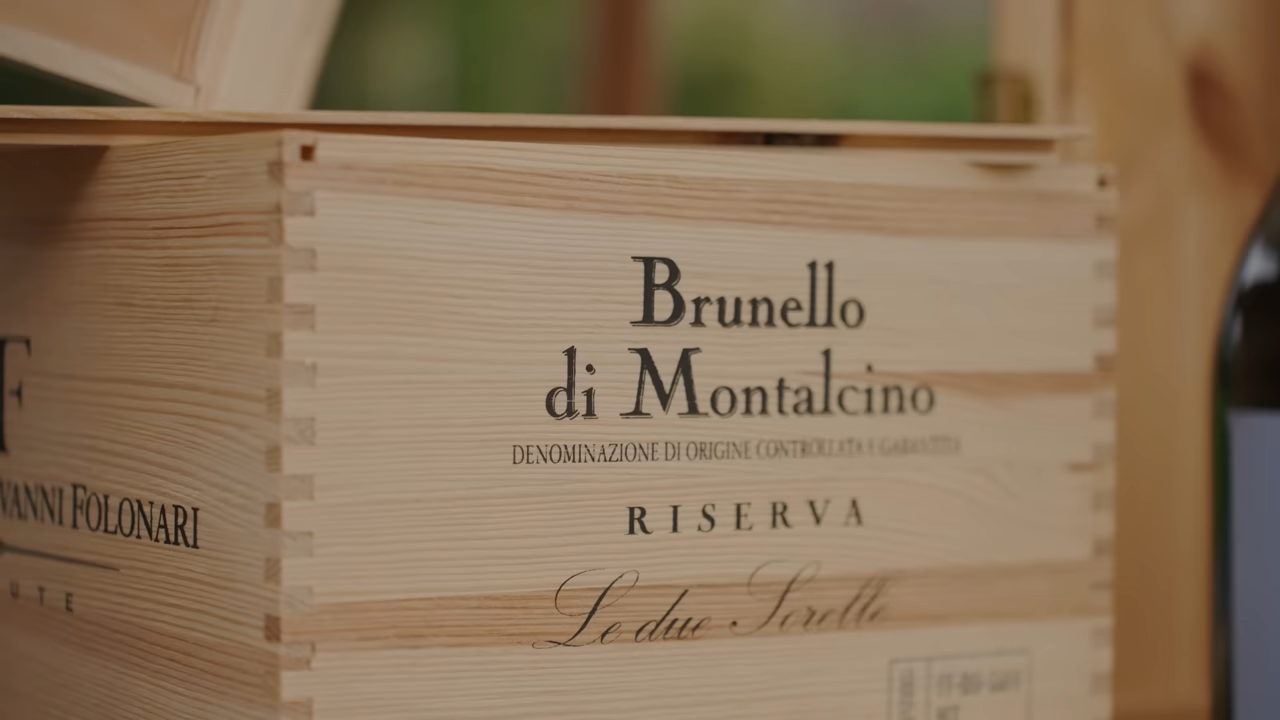 F
VANNI FOLONARI
UTE
Brunello
di Montalcino
DENOMINAZIONE DI ORIGINE CONTROLLATA E GARANTITA
RISERVA
Le due Sorelle